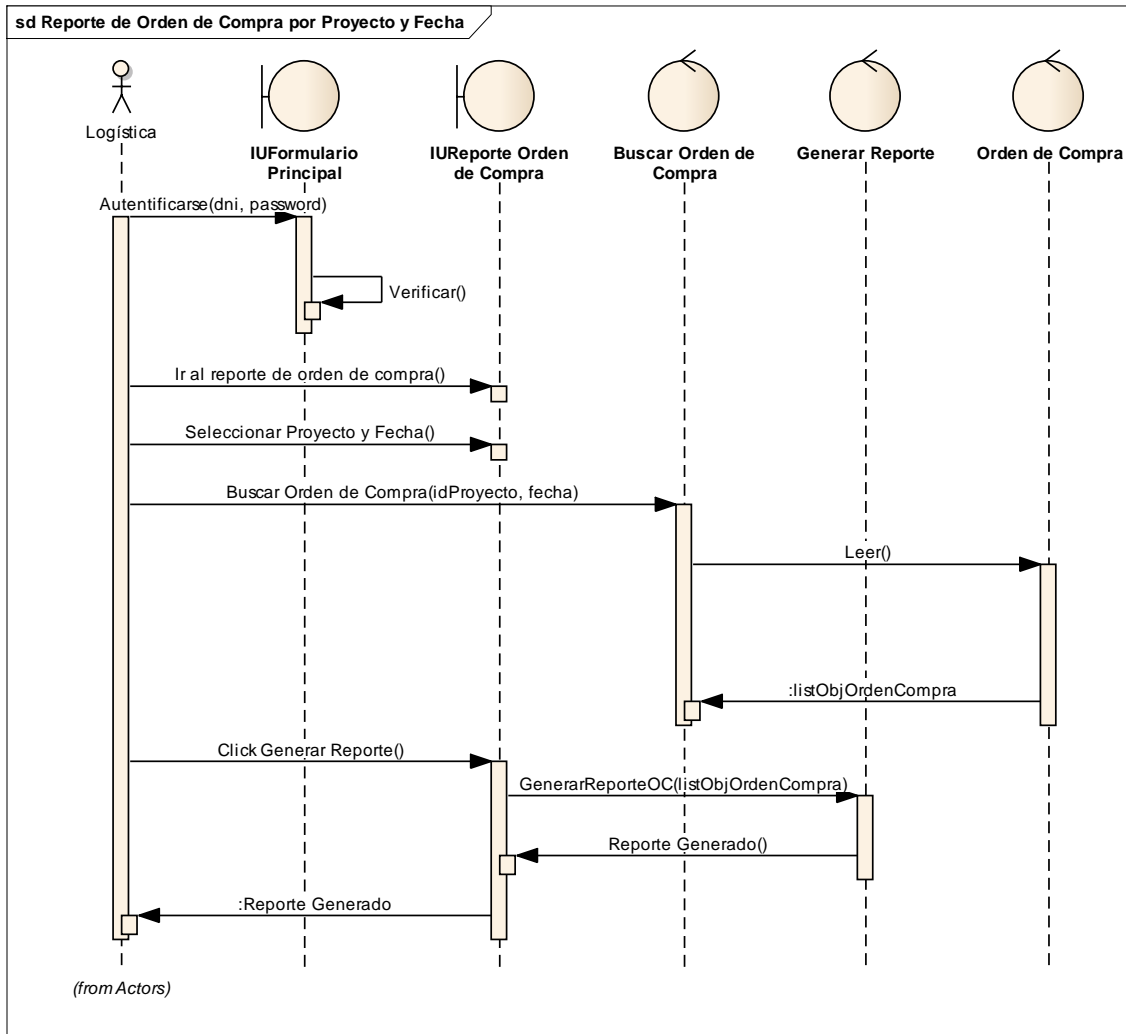 sd Reporte de Orden de Compra por Proyecto y Fecha
Logística
IUFormulario
Principal
IUReporte Orden
de Compra
Buscar Orden de
Compra
Generar Reporte
Orden de Compra
Autentificarse(dni, password)
Verificar()
Ir al reporte de orden de compra()
Seleccionar Proyecto y Fecha()
Buscar Orden de Compra(idProyecto, fecha)
Leer()
:listObjOrdenCompra
Click Generar Reporte()
GenerarReporteOC(listObjOrdenCompra)
Reporte Generado()
:Reporte Generado
(from Actors)